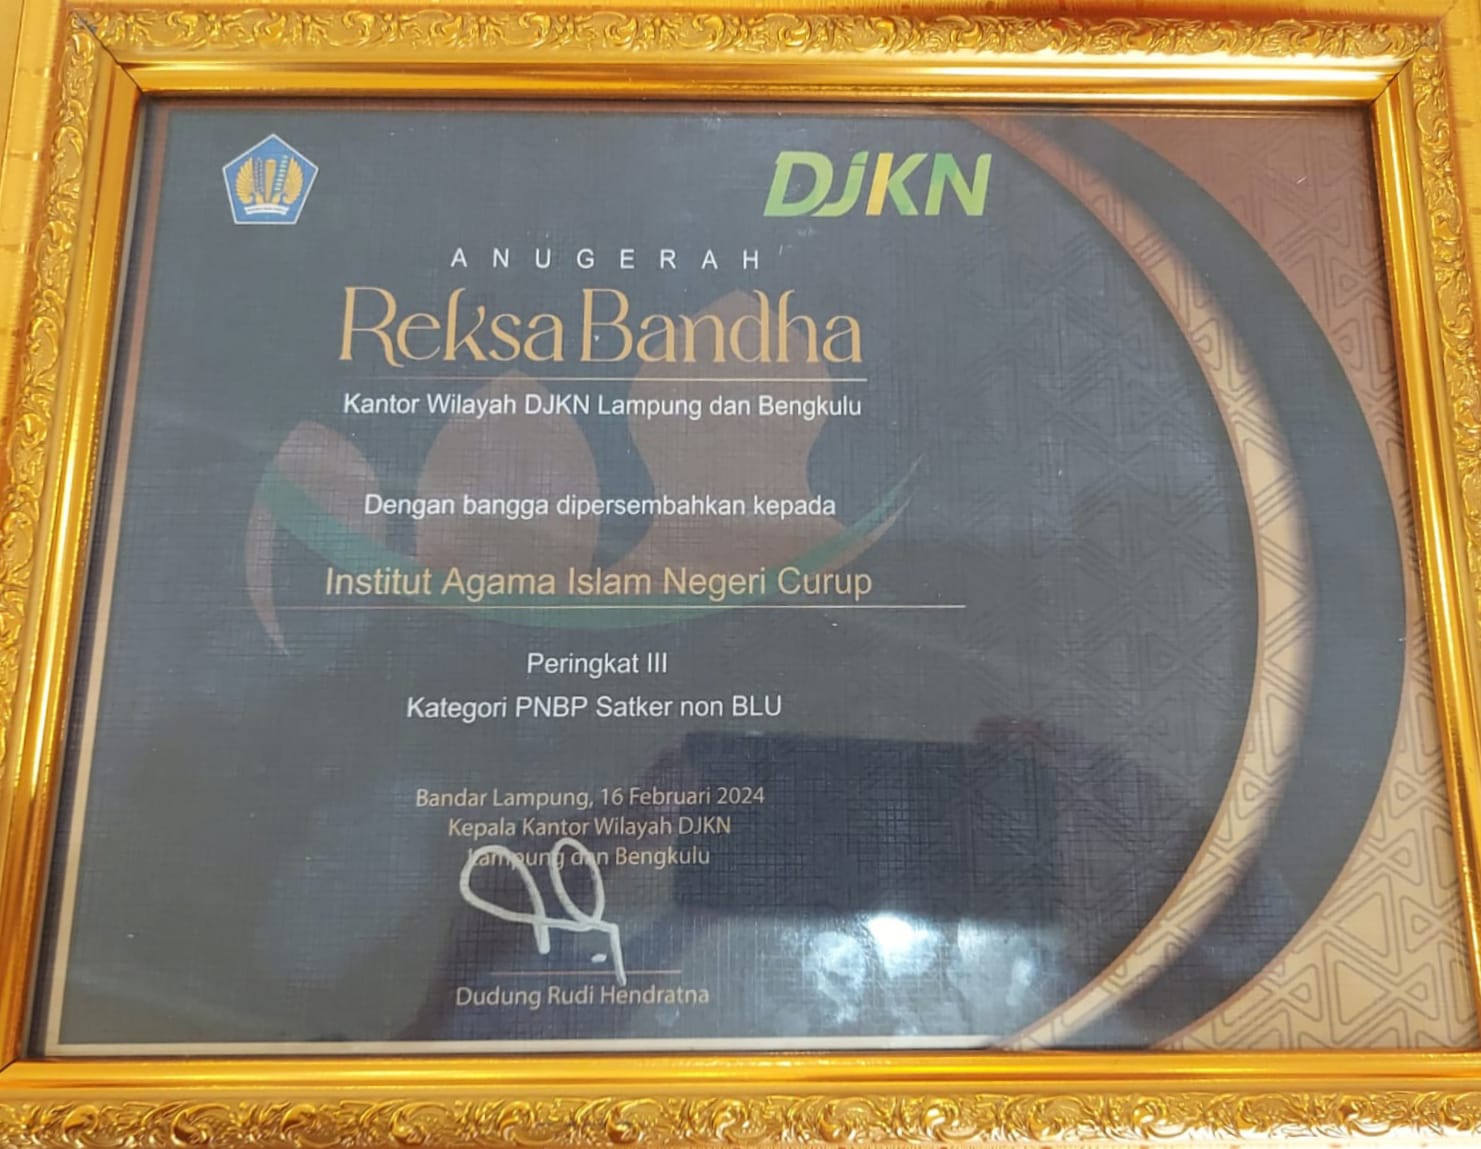 DJKN
ANUGERAH
Reksa Bandha
Kantor Wilayah DJKN Lampung dan Bengkulu
Dengan bangga dipersembahkan kepada
Institut Agama Islam Negeri Curup
Peringkat III
Kategori PNBP Satker non BLU
Bandar Lampung, 16 Februari 2024
Kepala Kantor Wilayah DJKN
Lampung dan Bengkulu
Dudung Rudi Hendratna